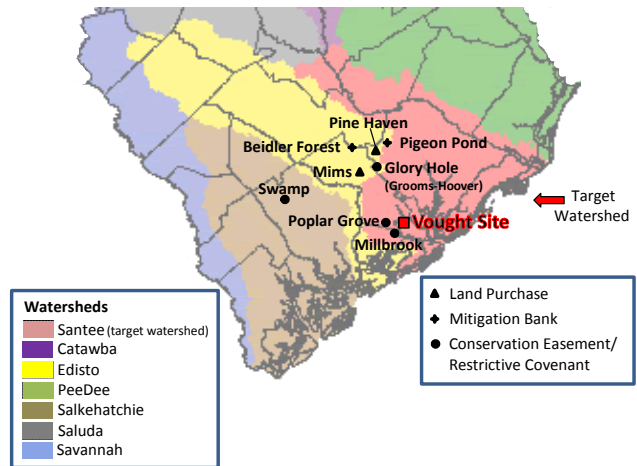 Pine Haven
Beidler Forest
Pigeon Pond
Mims
Glory Hole
(Grooms-Hoover)
Swamp
Target
Watershed
Poplar Grove
Vought Site
Millbrook
Watersheds
Santee (target watershed)
Catawba
Edisto
PeeDee
Salkehatchie
Saluda
Savannah
Land Purchase
Mitigation Bank
Conservation Easement/
Restrictive Covenant